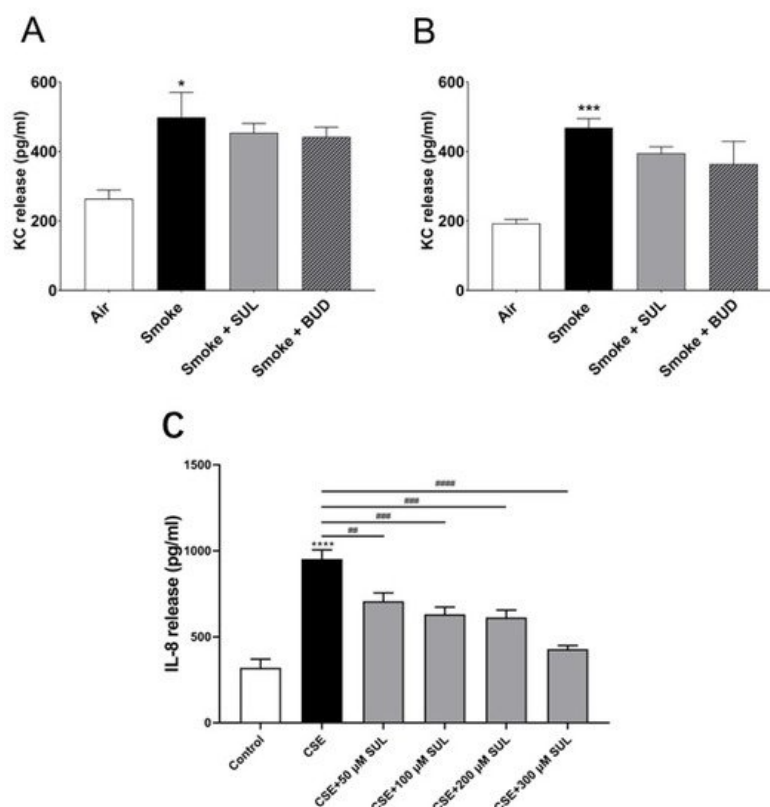 A
KC release (pg/ml)
600
400
200
0
*
Air
Smoke
Smoke + SUL
Smoke + BUD
B
KC release (pg/ml)
600
400
200
0
***
Air
Smoke
Smoke + SUL
Smoke + BUD
C
IL-8 release (pg/ml)
1500
1000
500
0
####
###
###
##
****
Control
CSE
CSE+50 µM SUL
CSE+100 µM SUL
CSE+200 µM SUL
CSE+300 µM SUL